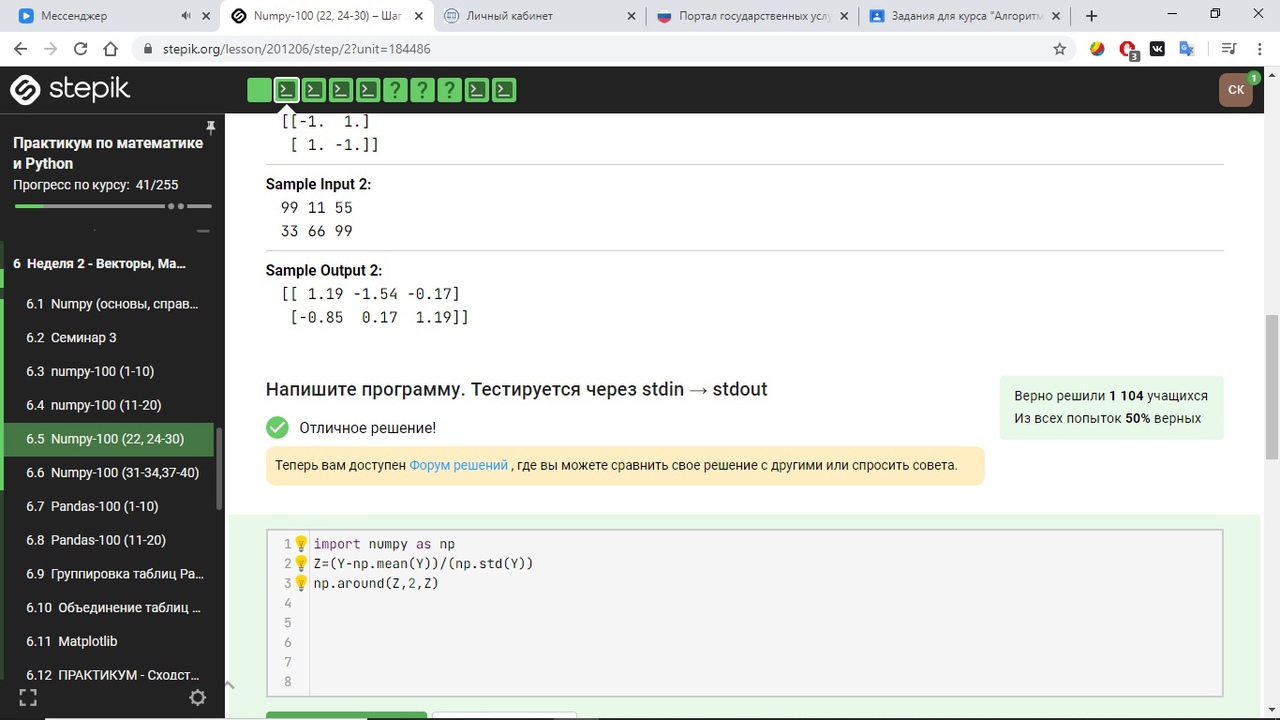 Мессенджер
Numpy-100 (22, 24-30) – Шаг
Личный кабинет
Портал государственных услу
Задания для курса "Алгоритм
stepik.org/lesson/201206/step/2?unit=184486
3
stepik
СК
1
Практикум по математике
и Python
Прогресс по курсу: 41/255
6 Неделя 2 - Векторы, Ма...
6.1 Numpy (основы, справ...
6.2 Семинар 3
6.3 numpy-100 (1-10)
6.4 numpy-100 (11-20)
6.5 Numpy-100 (22, 24-30)
6.6 Numpy-100 (31-34,37-40)
6.7 Pandas-100 (1-10)
6.8 Pandas-100 (11-20)
6.9 Группировка таблиц Pa...
6.10 Объединение таблиц ...
6.11 Matplotlib
6.12 ПРАКТИКУМ - Сходст...
[[-1. 1.]
[ 1. -1.]]
Sample Input 2:
99 11 55
33 66 99
Sample Output 2:
[[ 1.19 -1.54 -0.17]
[-0.85 0.17 1.19]]
Напишите программу. Тестируется через stdin → stdout
Верно решили 1 104 учащихся
Из всех попыток 50% верных
Отличное решение!
Теперь вам доступен Форум решений , где вы можете сравнить свое решение с другими или спросить совета.
1 import numpy as np
2 Z=(Y-np.mean(Y))/(np.std(Y))
3 np.around(Z,2,Z)
4
5
6
7
8